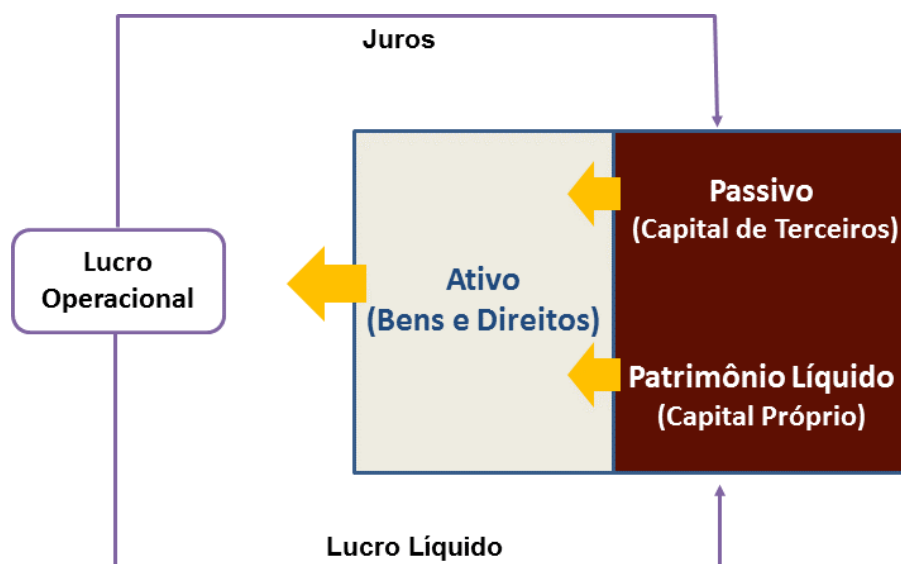 Juros
Passivo
(Capital de Terceiros)
Lucro
Operacional
Ativo
(Bens e Direitos)
Patrimônio Líquido
(Capital Próprio)
Lucro Líquido